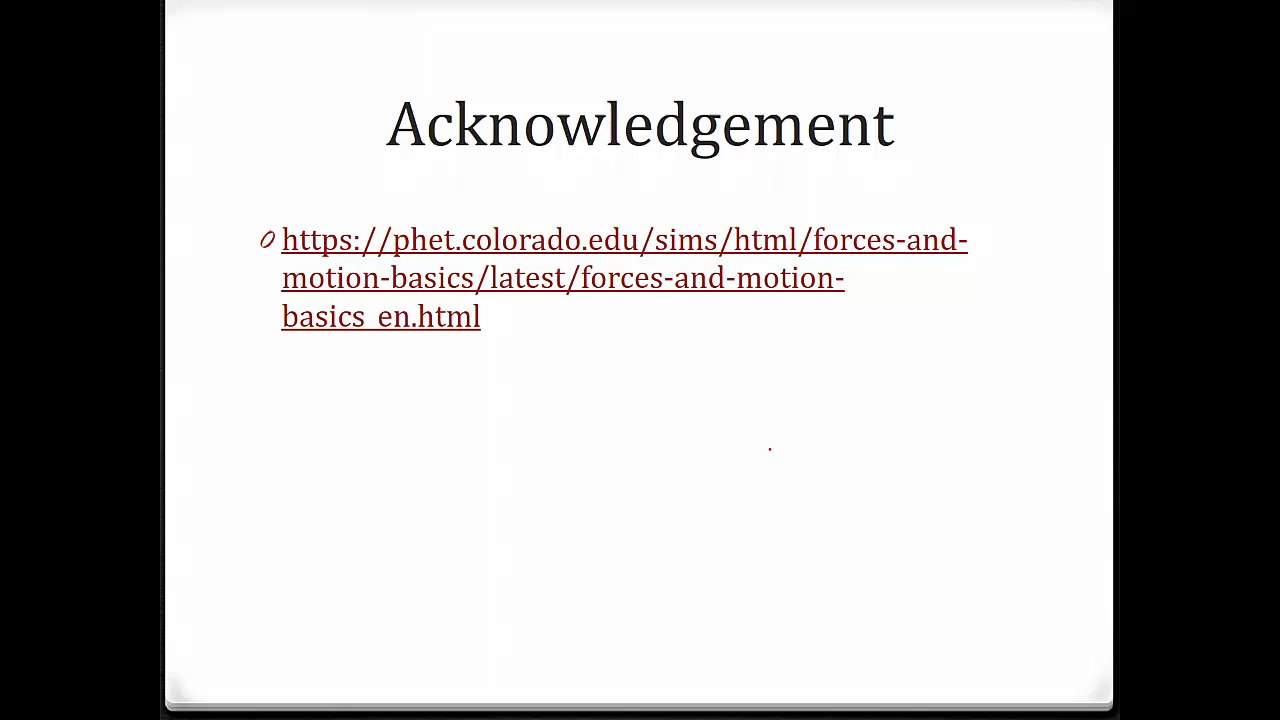 Acknowledgement
https://phet.colorado.edu/sims/html/forces-and-
motion-basics/latest/forces-and-motion-
basics_en.html